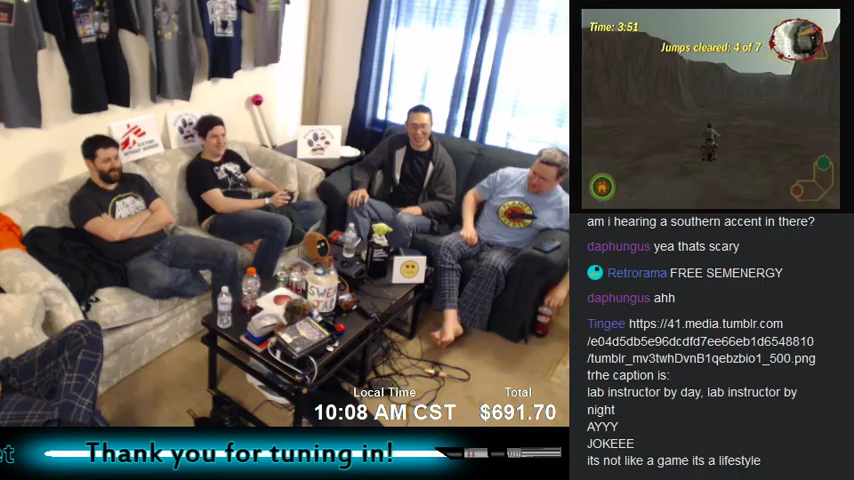 Time: 3:51
Jumps cleared: 4 of 7
am i hearing a southern accent in there?
daphungus yea thats scary
Retrorama FREE SEMENERGY
daphungus ahh
Tingee https://41.media.tumblr.com
/e04d5db5e96dcdfd7ee66eb1d6548810
/tumblr_mv3twhDvnB1qebzbio1_500.png
trhe caption is:
lab instructor by day, lab instructor by
night
AYYY
JOKEEE
its not like a game its a lifestyle
SWEAR
JAR
Local Time
Total
10:08 AM CST
$691.70
et
Thank you for tuning in!